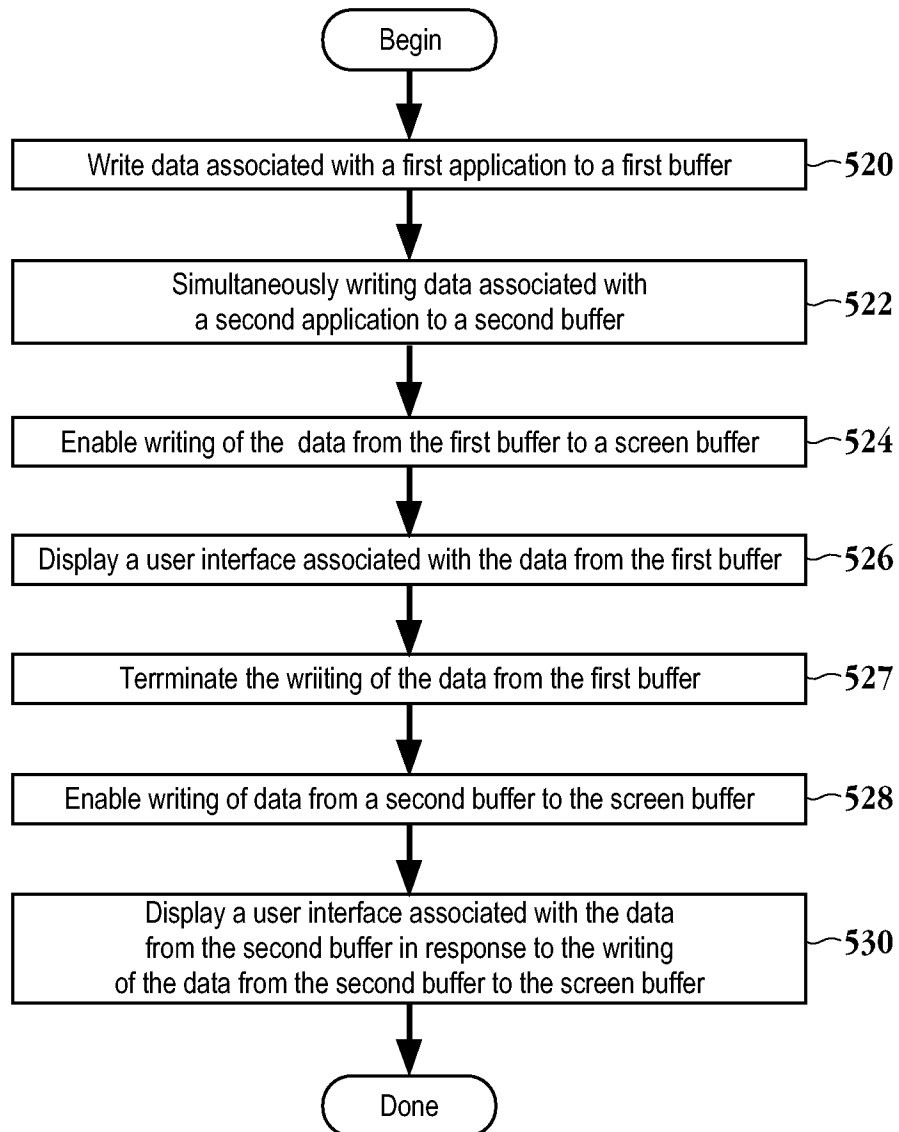 Begin
Write data associated with a first application to a first buffer
520
Simultaneously writing data associated with
a second application to a second buffer
522
Enable writing of the data from the first buffer to a screen buffer
524
Display a user interface associated with the data from the first buffer
526
Terrminate the wriiting of the data from the first buffer
527
Enable writing of data from a second buffer to the screen buffer
528
Display a user interface associated with the data
from the second buffer in response to the writing
of the data from the second buffer to the screen buffer
530
Done